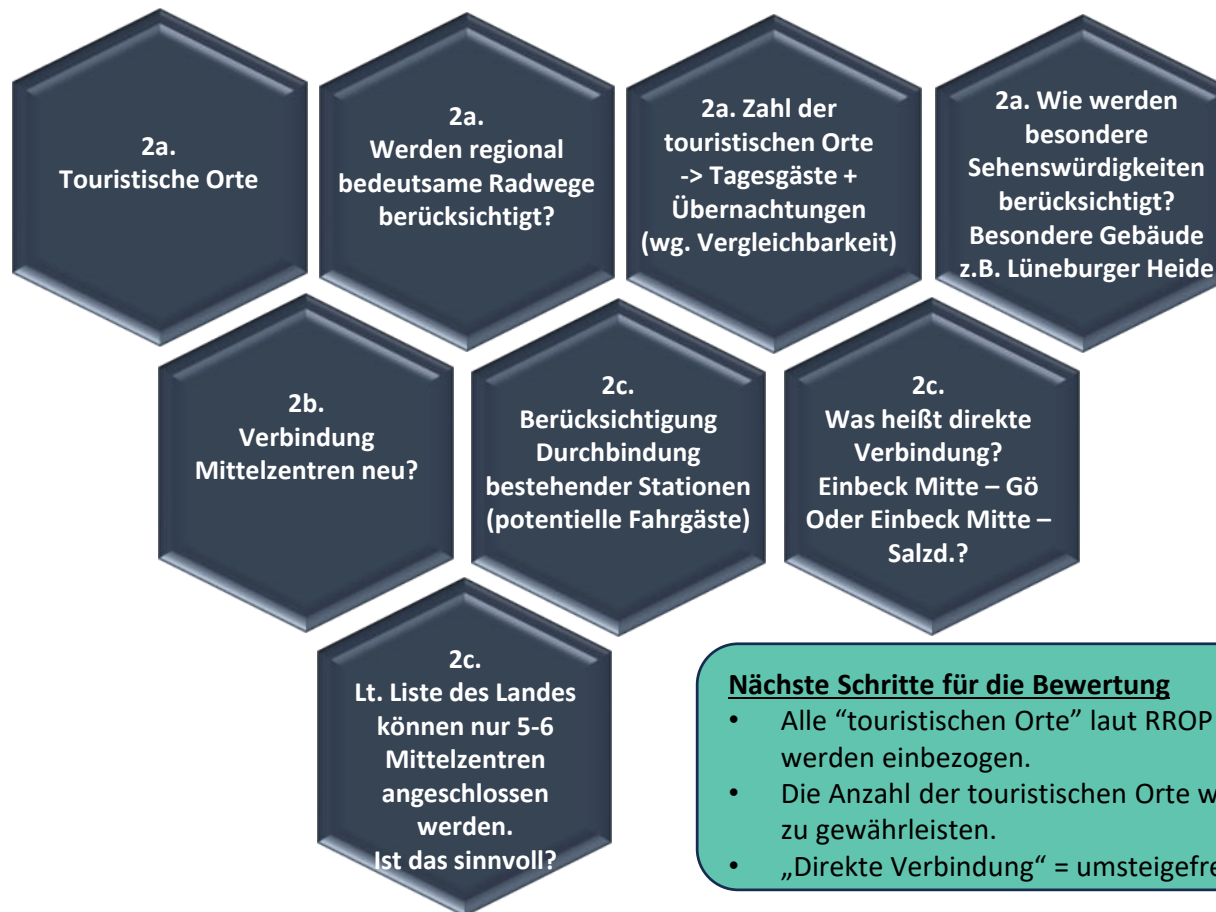 2a.
Touristische Orte
2a.
Werden regional
bedeutsame Radwege
berücksichtigt?
2a. Zahl der
touristischen Orte
-> Tagesgäste +
Übernachtungen
(wg. Vergleichbarkeit)
2a. Wie werden
besondere
Sehenswürdigkeiten
berücksichtigt?
Besondere Gebäude
z.B. Lüneburger Heide
2b.
Verbindung
Mittelzentren neu?
2c.
Berücksichtigung
Durchbindung
bestehender Stationen
(potentielle Fahrgäste)
2c.
Was heißt direkte
Verbindung?
Einbeck Mitte – Gö
Oder Einbeck Mitte –
Salzd.?
2c.
Lt. Liste des Landes
können nur 5-6
Mittelzentren
angeschlossen
werden.
Ist das sinnvoll?
Nächste Schritte für die Bewertung
• Alle “touristischen Orte” laut RROP
werden einbezogen.
• Die Anzahl der touristischen Orte
zu gewährleisten.
• „Direkte Verbindung“ =